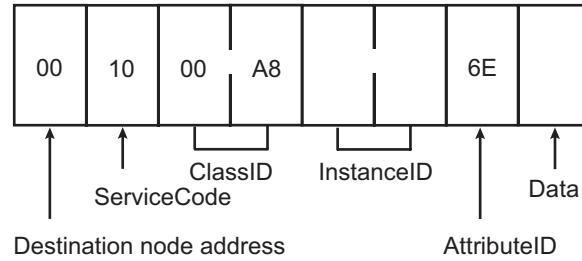 00 10 00 A8 6E
ClassID InstanceID
ServiceCode Data
Destination node address AttributeID